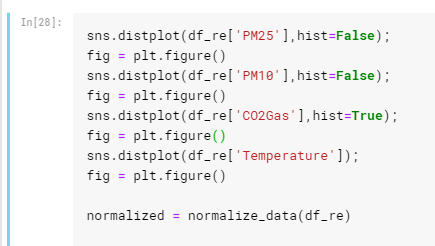 In[28]:
sns.distplot(df_re['PM25'],hist=False);
fig = plt.figure()
sns.distplot(df_re['PM10'],hist=False);
fig = plt.figure()
sns.distplot(df_re['CO2Gas'],hist=True);
fig = plt.figure()
sns.distplot(df_re['Temperature']);
fig = plt.figure()
normalized = normalize_data(df_re)